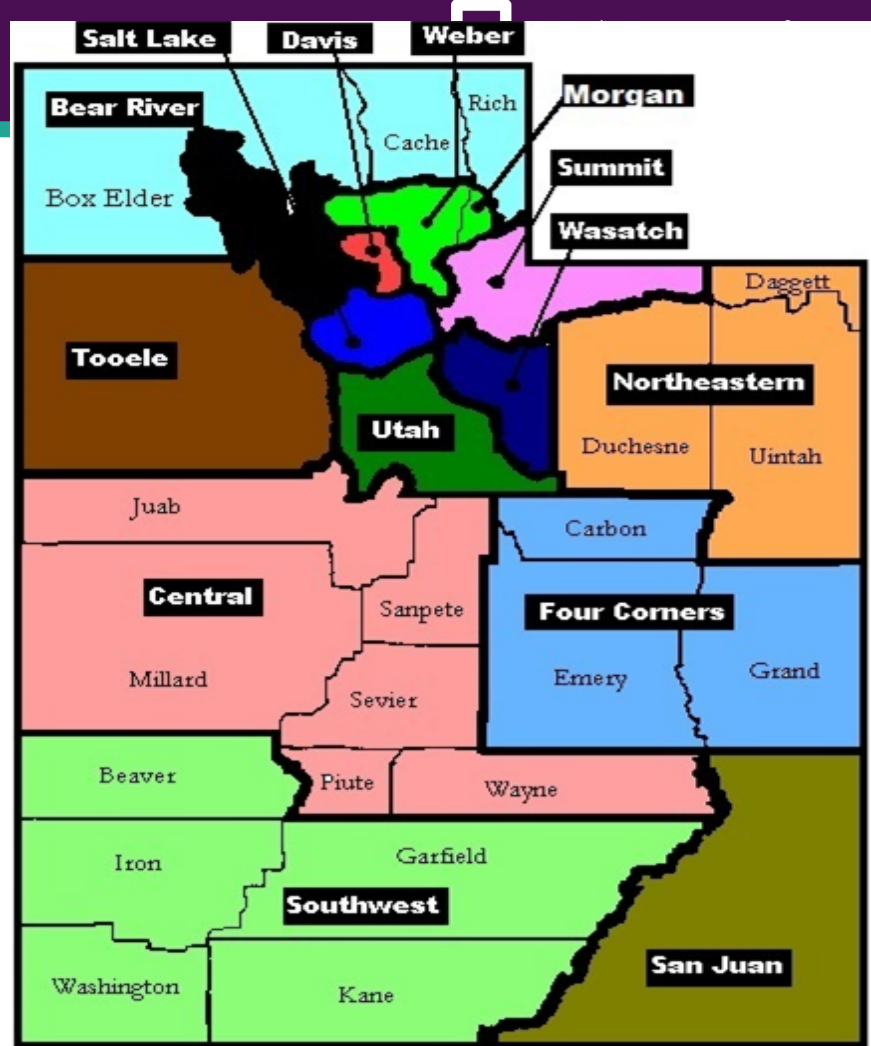 Salt Lake
Davis
Weber
Bear River
Rich
Morgan
Cache
Summit
Box Elder
Wasatch
Daggett
Tooele
Northeastern
Utah
Duchesne
Uintah
Juab
Carbon
Central
Sanpete
Four Corners
Millard
Sevier
Emery
Grand
Beaver
Piute
Wayne
Iron
Garfield
Southwest
Washington
Kane
San Juan